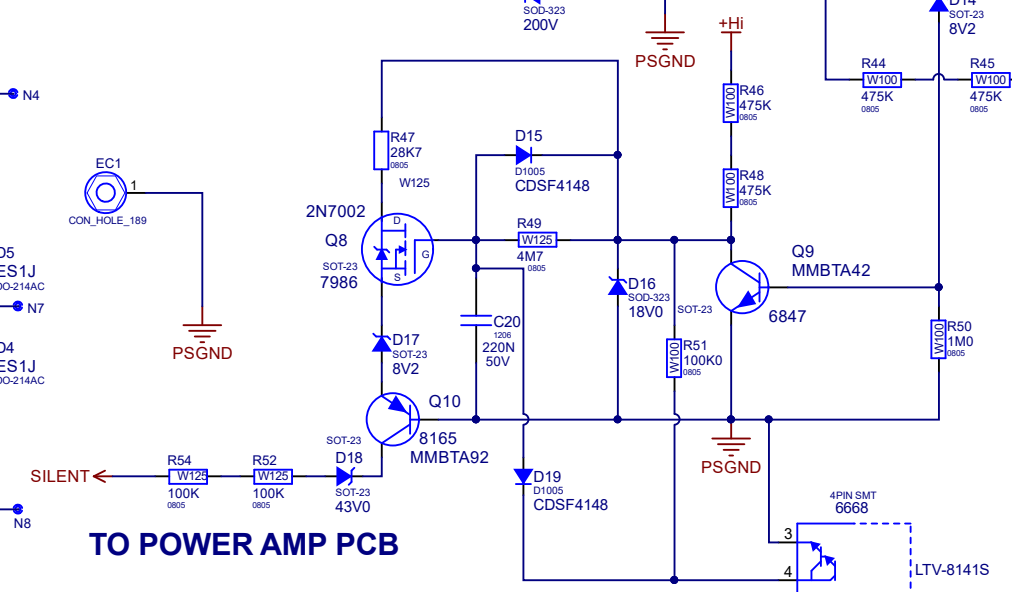 SOD-323
200V
PSGND
+Hi
R46
W100
475K
0805
R48
W100
475K
0805
SOT-23
8V2
R44
W100
475K
0805
R45
W100
475K
0805
N4
EC1
1
CON_HOLE_189
PSGND
D5
ES1J
DO-214AC
N7
D4
ES1J
DO-214AC
N8
R47
28K7
0805
W125
2N7002
Q8
SOT-23
7986
D
G
S
D15
D1005
CDSF4148
R49
W125
4M7
0805
C20
1206
220N
50V
D16
SOD-323
18V0
SOT-23
R51
W100
100K0
0805
Q9
MMBTA42
6847
R50
W100
1M0
0805
D17
SOT-23
8V2
Q10
8165
MMBTA92
SOT-23
D18
SOT-23
43V0
SILENT
R54
W125
100K
0805
R52
W125
100K
0805
D19
D1005
CDSF4148
PSGND
4PIN SMT
6668
3
4
LTV-8141S
TO POWER AMP PCB